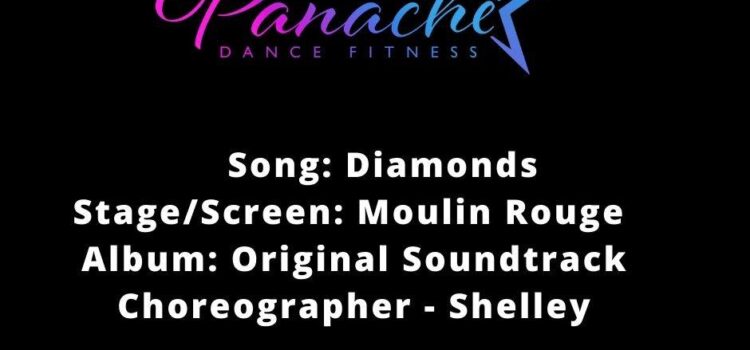 Panache
DANCE FITNESS
Song: Diamonds
Stage/Screen: Moulin Rouge
Album: Original Soundtrack
Choreographer - Shelley